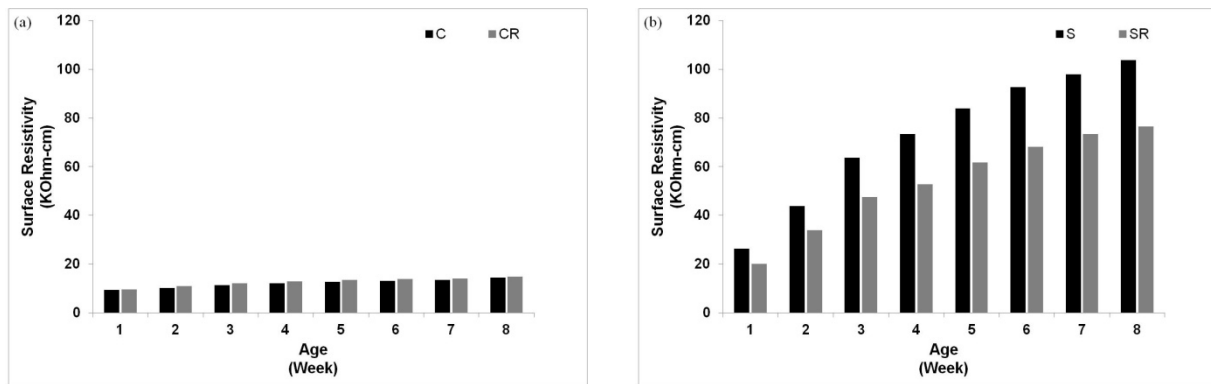 (a)
C CR
Surface Resistivity
(KOhm-cm)
120
100
80
60
40
20
0
1 2 3 4 5 6 7 8
Age
(Week)
(b)
S SR
Surface Resistivity
(KOhm-cm)
120
100
80
60
40
20
0
1 2 3 4 5 6 7 8
Age
(Week)